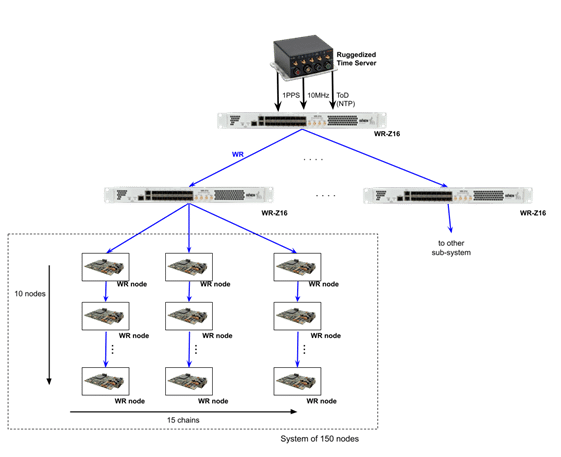 Ruggedized
Time Server
1PPS
10MHz
ToD
(NTP)
WR-Z16
WR
. . . .
. . . .
WR-Z16
WR-Z16
to other
sub-system
10 nodes
WR node
WR node
WR node
WR node
WR node
WR node
WR node
WR node
WR node
15 chains
System of 150 nodes